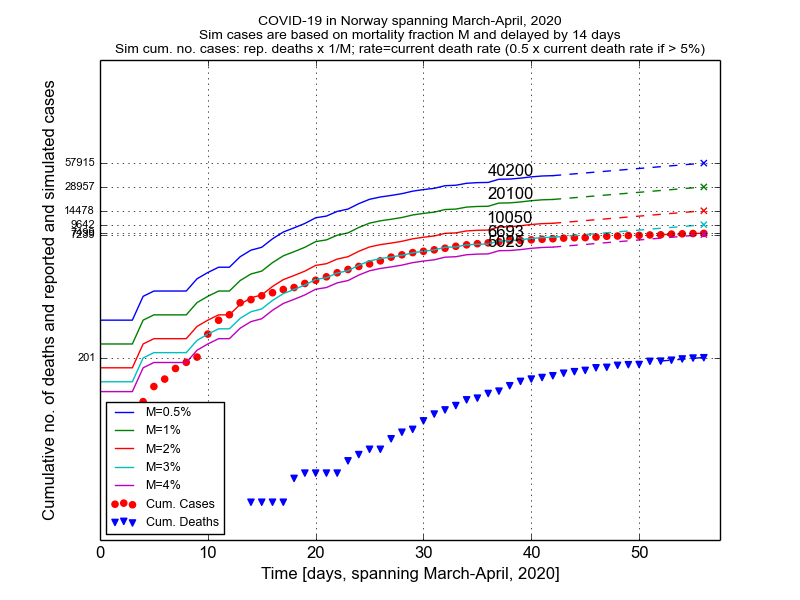 COVID-19 in Norway spanning March-April, 2020
Sim cases are based on mortality fraction M and delayed by 14 days
Sim cum. no. cases: rep. deaths x 1/M; rate=current death rate (0.5 x current death rate if > 5%)
Cumulative no. of deaths and reported and simulated cases
57915
28957
14478
9642
7239
201
40200
20100
10050
6693
M=0.5%
M=1%
M=2%
M=3%
M=4%
Cum. Cases
Cum. Deaths
0
10
20
30
40
50
Time [days, spanning March-April, 2020]